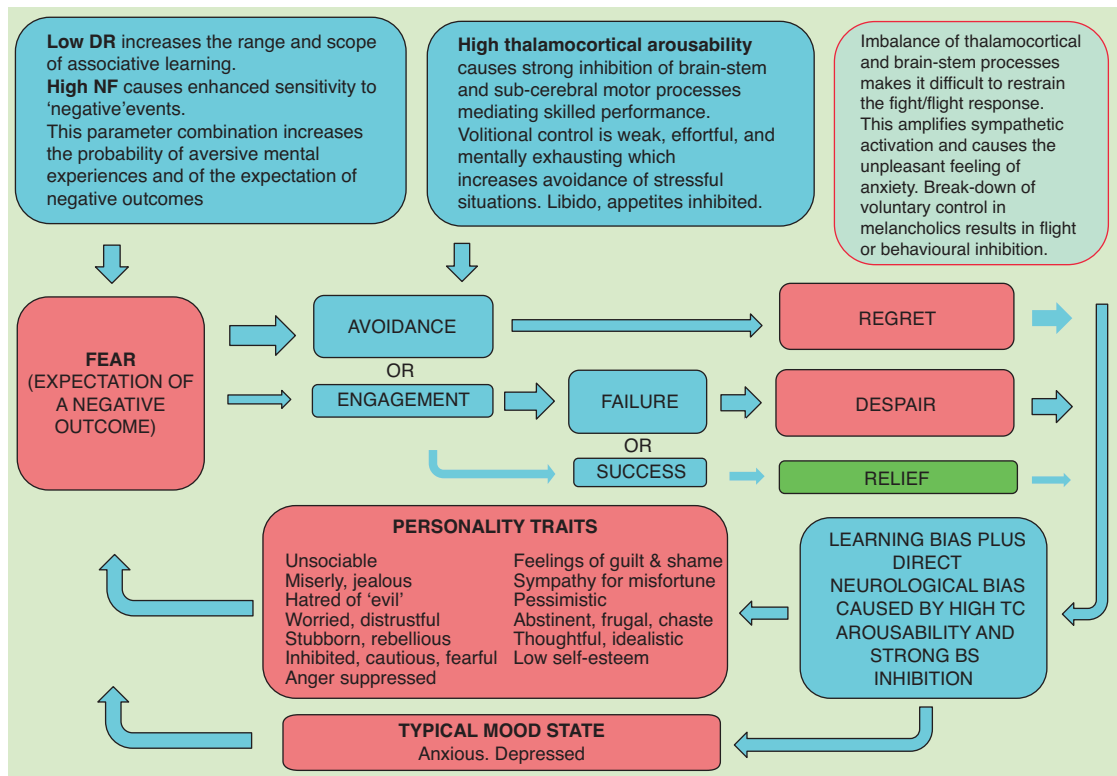 Low DR increases the range and scope
of associative learning.
High NF causes enhanced sensitivity to
‘negative’events.
This parameter combination increases
the probability of aversive mental
experiences and of the expectation of
negative outcomes
High thalamocortical arousability
causes strong inhibition of brain-stem
and sub-cerebral motor processes
mediating skilled performance.
Volitional control is weak, effortful, and
mentally exhausting which
increases avoidance of stressful
situations. Libido, appetites inhibited.
Imbalance of thalamocortical
and brain-stem processes
makes it difficult to restrain
the fight/flight response.
This amplifies sympathetic
activation and causes the
unpleasant feeling of
anxiety. Break-down of
voluntary control in
melancholics results in flight
or behavioural inhibition.
FEAR
(EXPECTATION OF
A NEGATIVE
OUTCOME)
AVOIDANCE
OR
ENGAGEMENT
FAILURE
OR
SUCCESS
REGRET
DESPAIR
RELIEF
PERSONALITY TRAITS
Unsociable
Miserly, jealous
Hatred of ‘evil’
Worried, distrustful
Stubborn, rebellious
Inhibited, cautious, fearful
Anger suppressed
Feelings of guilt & shame
Sympathy for misfortune
Pessimistic
Abstinent, frugal, chaste
Thoughtful, idealistic
Low self-esteem
LEARNING BIAS PLUS
DIRECT
NEUROLOGICAL BIAS
CAUSED BY HIGH TC
AROUSABILITY AND
STRONG BS
INHIBITION
TYPICAL MOOD STATE
Anxious. Depressed